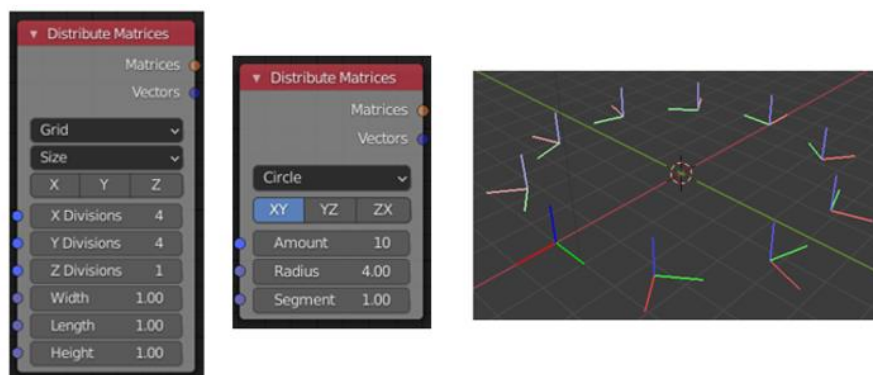 Distribute Matrices
Matrices
Vectors
Grid
Size
X Y Z
X Divisions 4
Y Divisions 4
Z Divisions 1
Width 1.00
Length 1.00
Height 1.00
Distribute Matrices
Matrices
Vectors
Circle
XY YZ ZX
Amount 10
Radius 4.00
Segment 1.00